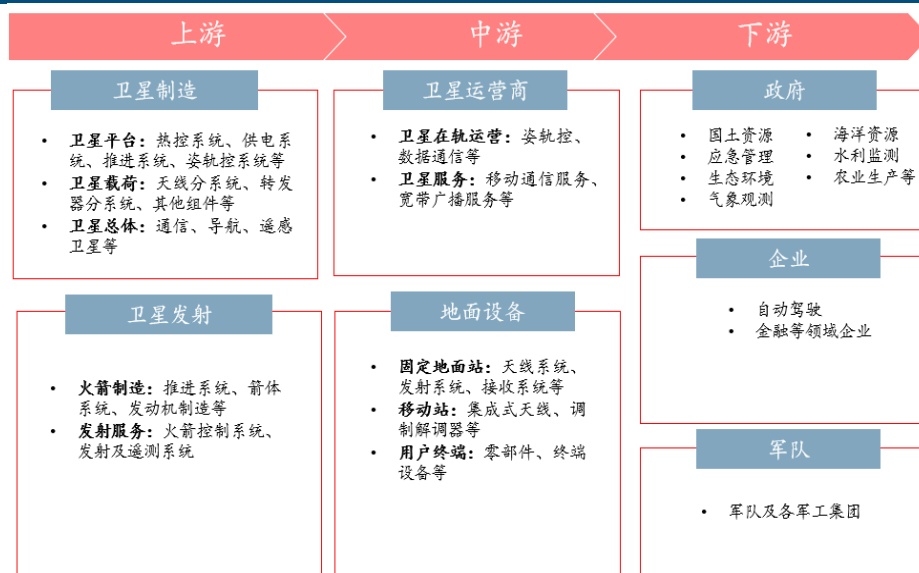 上游
中游
下游
卫星制造
• 卫星平台：热控系统、供电系
统、推进系统、姿轨控系统等
• 卫星载荷：天线分系统、转发
器分系统、其他组件等
• 卫星总体：通信、导航、遥感
卫星等
卫星发射
• 火箭制造：推进系统、箭体
系统、发动机制造等
• 发射服务：火箭控制系统、
发射及遥测系统
卫星运营商
• 卫星在轨运营：姿轨控、
数据通信等
• 卫星服务：移动通信服务、
宽带广播服务等
地面设备
• 固定地面站：天线系统、
发射系统、接收系统等
• 移动站：集成式天线、调
制解调器等
• 用户终端：零部件、终端
设备等
政府
• 国土资源
• 应急管理
• 生态环境
• 气象观测
• 海洋资源
• 水利监测
• 农业生产等
企业
• 自动驾驶
• 金融等领域企业
军队
• 军队及各军工集团